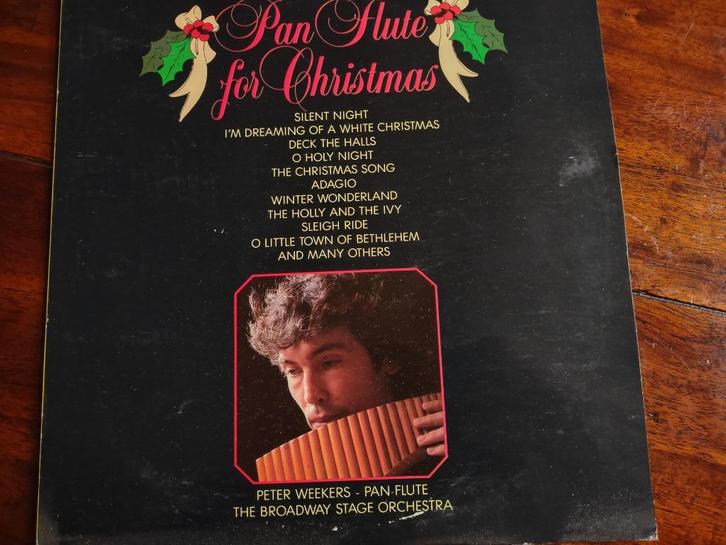 Pan Flute
for Christmas
SILENT NIGHT
I'M DREAMING OF A WHITE CHRISTMAS
DECK THE HALLS
O HOLY NIGHT
THE CHRISTMAS SONG
ADAGIO
WINTER WONDERLAND
THE HOLLY AND THE IVY
SLEIGH RIDE
O LITTLE TOWN OF BETHLEHEM
AND MANY OTHERS
PETER WEEKERS - PAN-FLUTE
THE BROADWAY STAGE ORCHESTRA